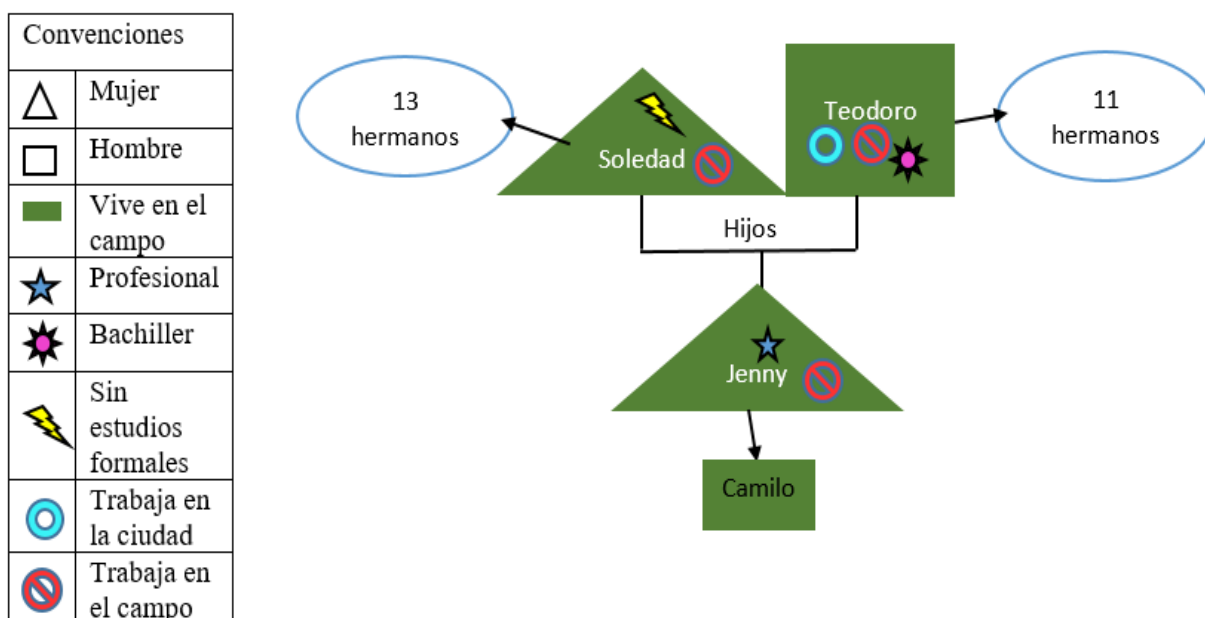 Convenciones
Mujer
Hombre
Vive en el
campo
Profesional
Bachiller
Sin
estudios
formales
Trabaja en
la ciudad
Trabaja en
el campo
13
hermanos
Soledad
Teodoro
11
hermanos
Hijos
Jenny
Camilo